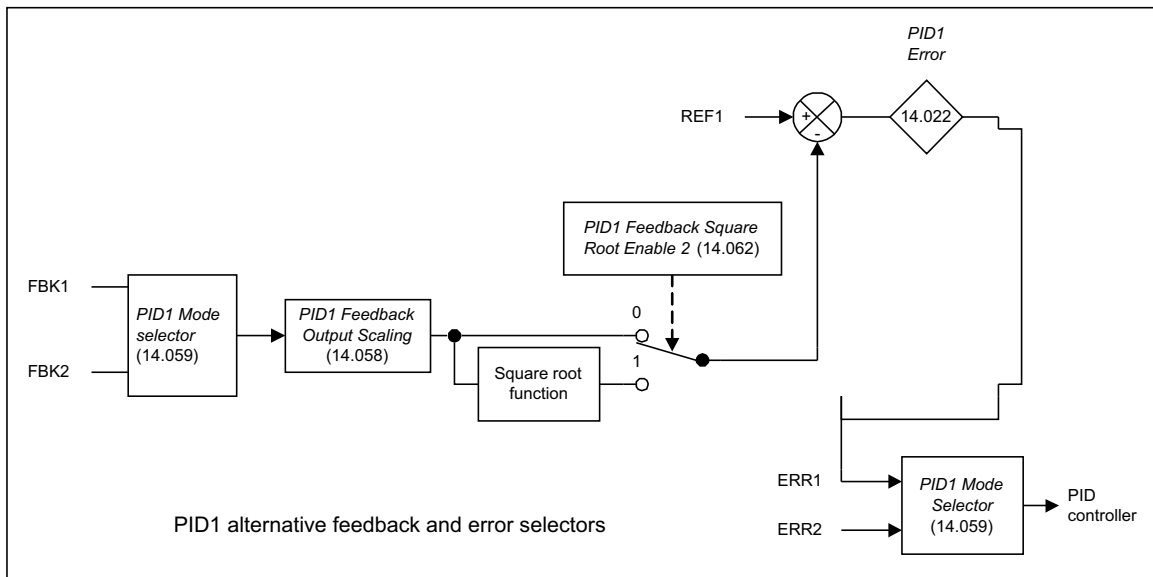 PID1
Error
REF1
+
-
14.022
PID1 Feedback Square
Root Enable 2 (14.062)
FBK1
FBK2
PID1 Mode
selector
(14.059)
PID1 Feedback
Output Scaling
(14.058)
0
1
Square root
function
ERR1
ERR2
PID1 Mode
Selector
(14.059)
PID
controller
PID1 alternative feedback and error selectors